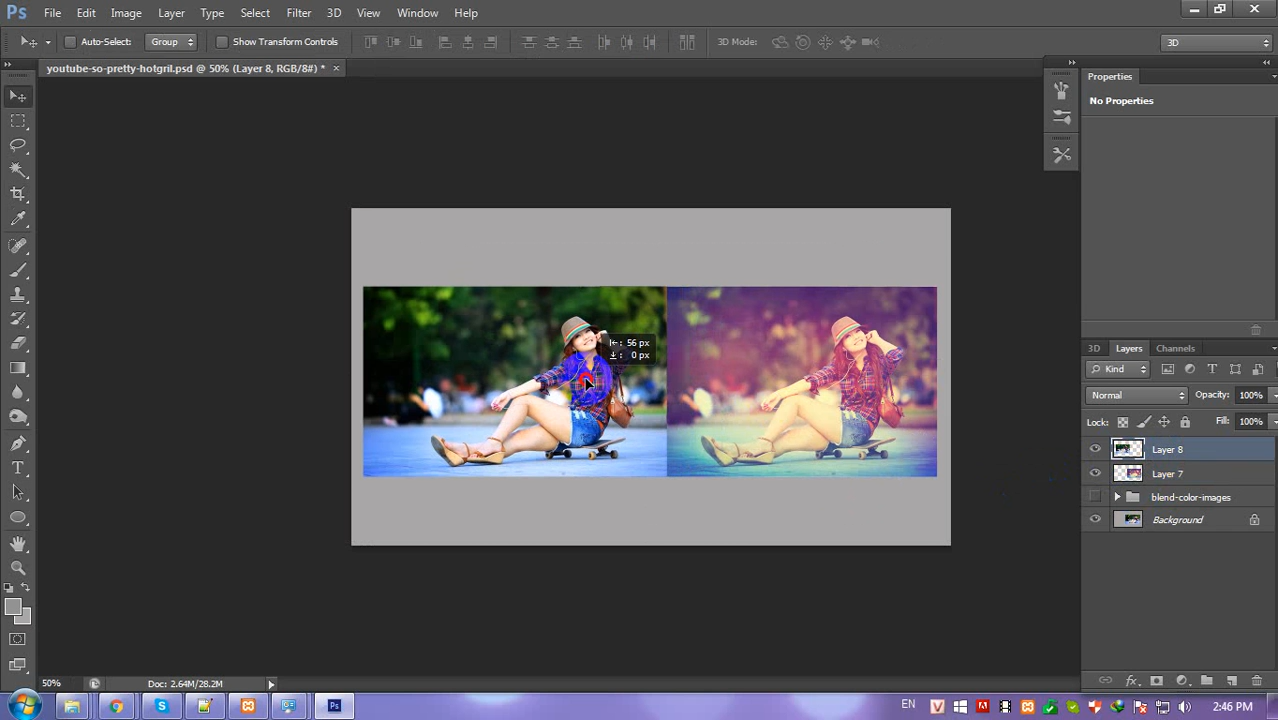 Ps File Edit Image Layer Type Select Filter 3D View Window Help
Auto-Select: Group Show Transform Controls 3D Mode: 3D
youtube-so-pretty-hotgril.psd @ 50% (Layer 8, RGB/8#) * ×
Properties
No Properties
56 px
0 px
3D Layers Channels
Kind
Normal Opacity: 100%
Lock: Fill: 100%
Layer 8
Layer 7
blend-color-images
Background
50% Doc: 2.64M/28.2M
Ps EN 2:46 PM